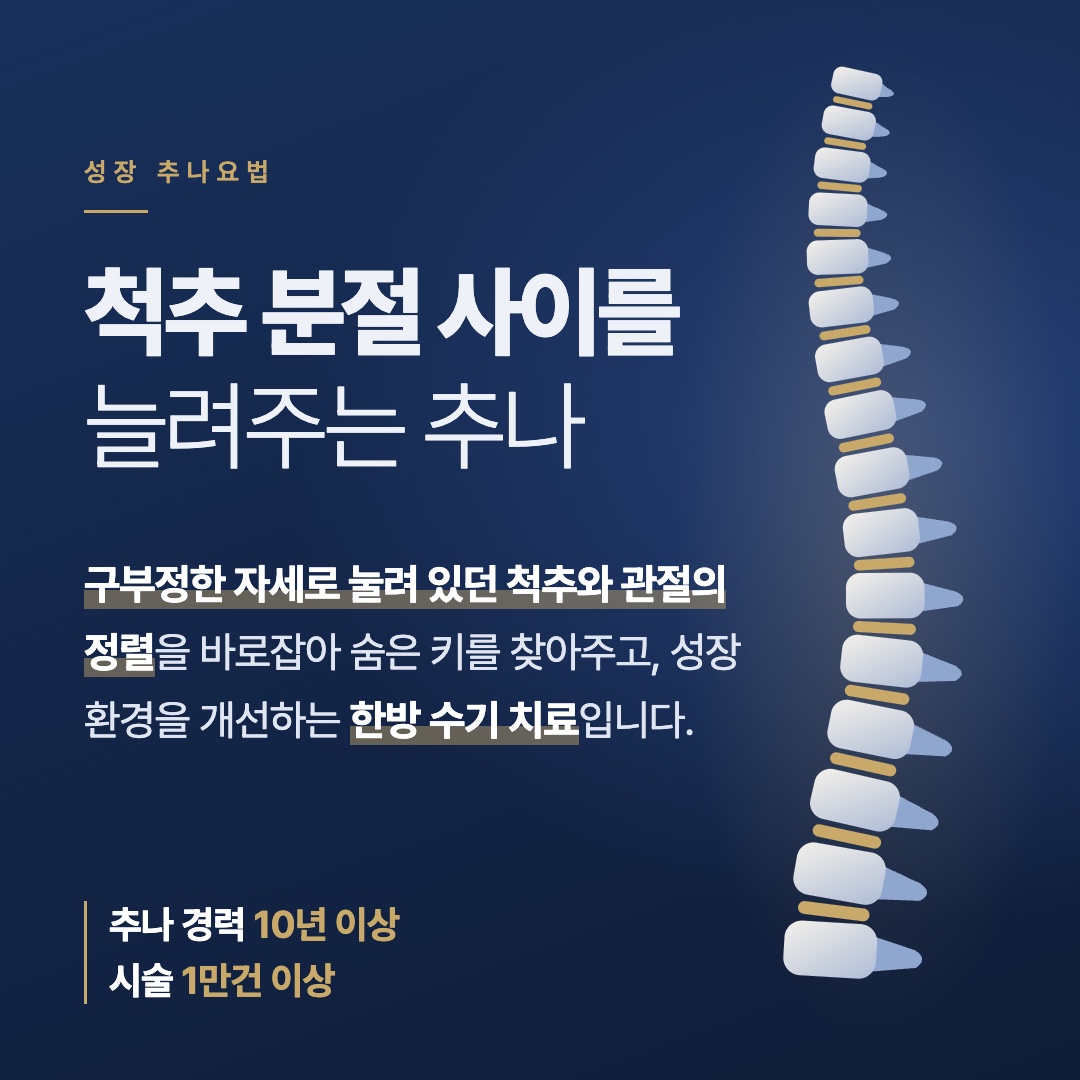 성장 추나요법
척추 분절 사이를
늘려주는 추나
구부정한 자세로 눌려 있던 척추와 관절의
정렬을 바로잡아 숨은 키를 찾아주고, 성장
환경을 개선하는 한방 수기 치료입니다.
추나 경력 10년 이상
시술 1만건 이상